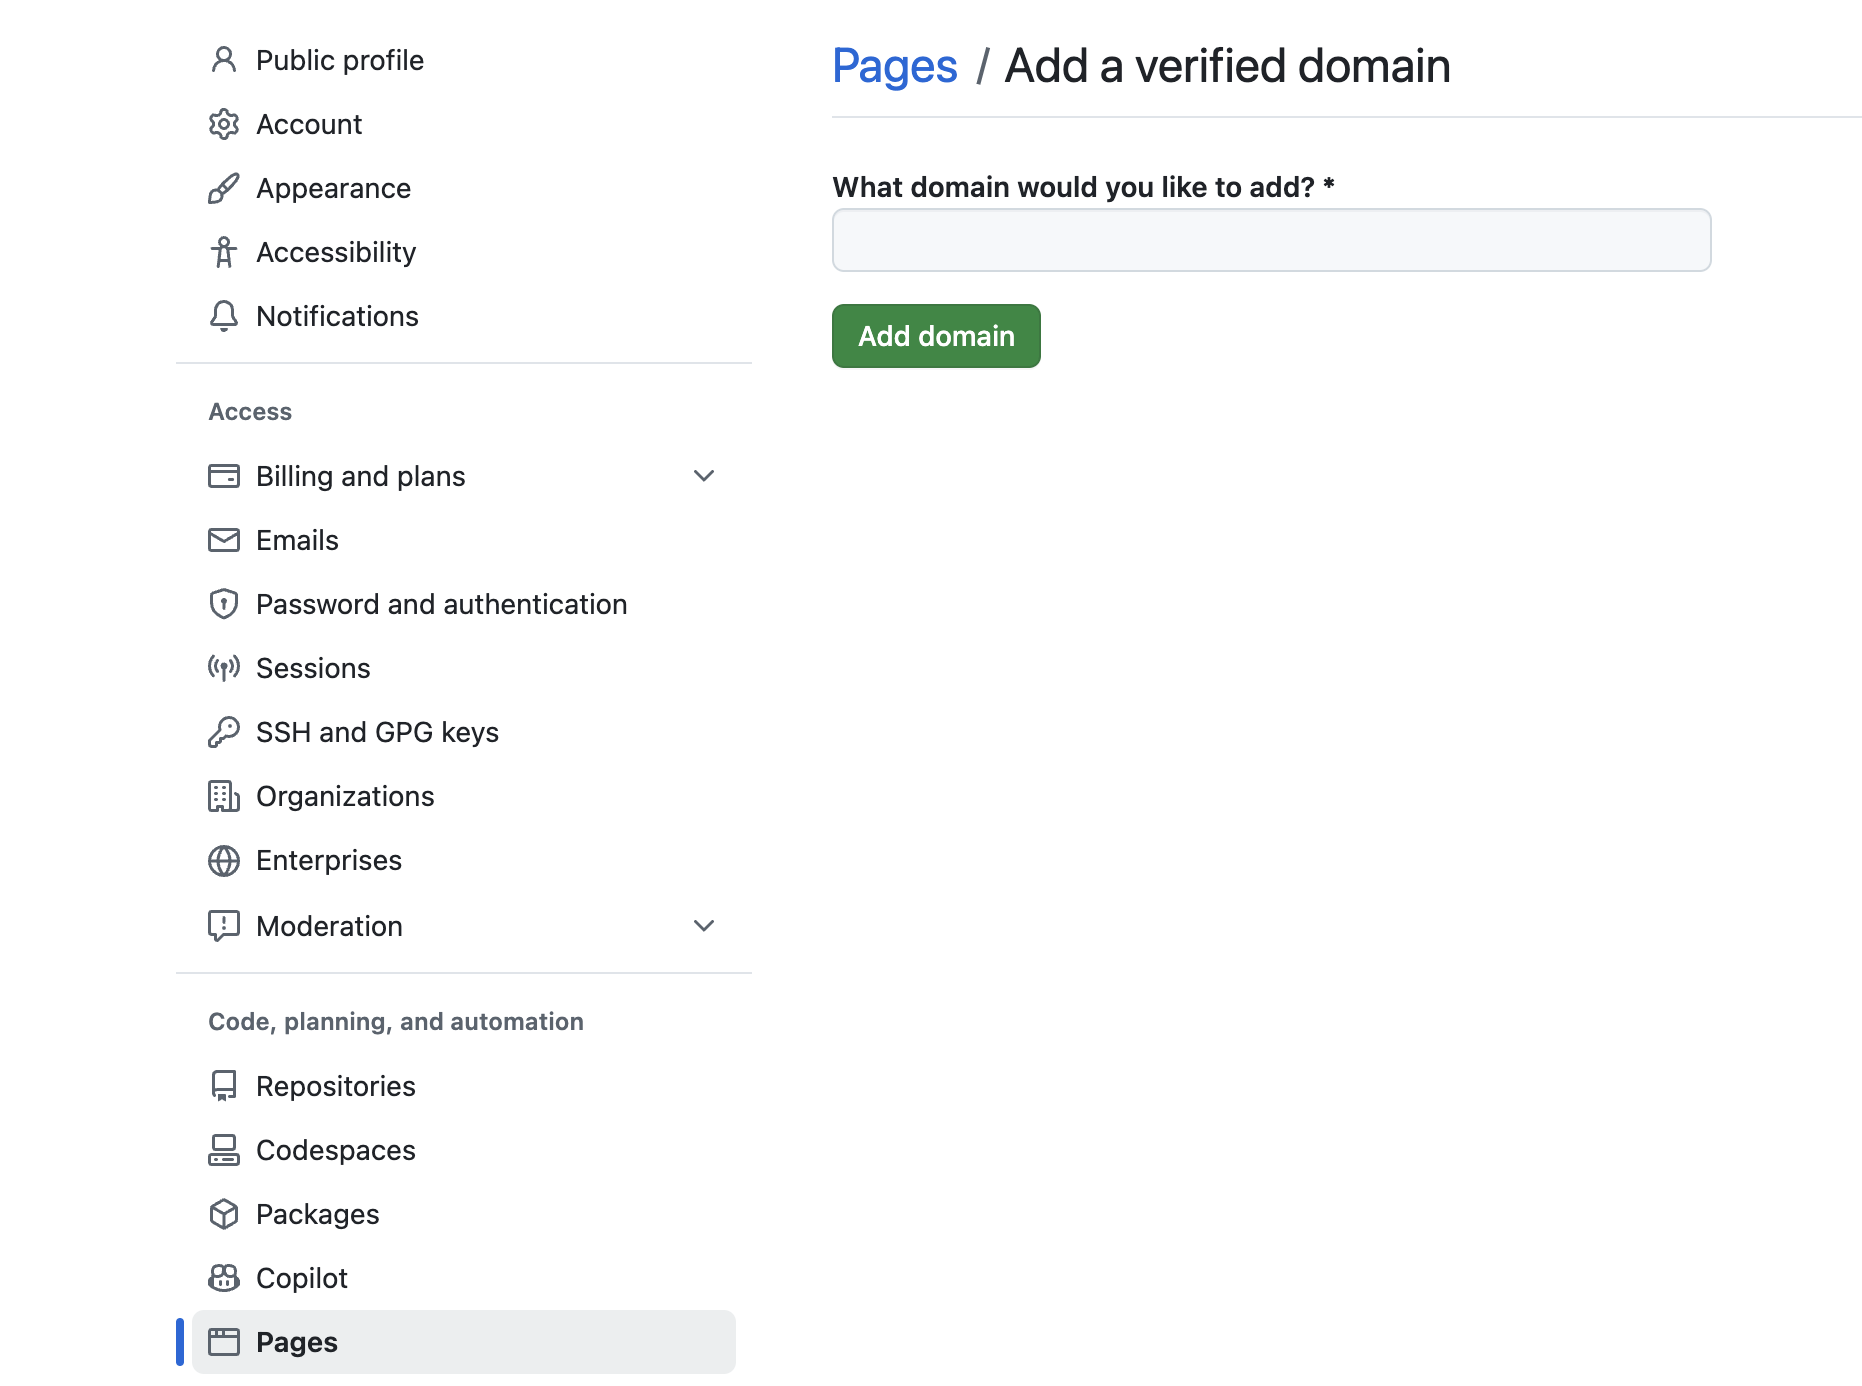 Public profile
Account
Appearance
Accessibility
Notifications
Access
Billing and plans
Emails
Password and authentication
Sessions
SSH and GPG keys
Organizations
Enterprises
Moderation
Code, planning, and automation
Repositories
Codespaces
Packages
Copilot
Pages
Pages / Add a verified domain
What domain would you like to add? *
Add domain